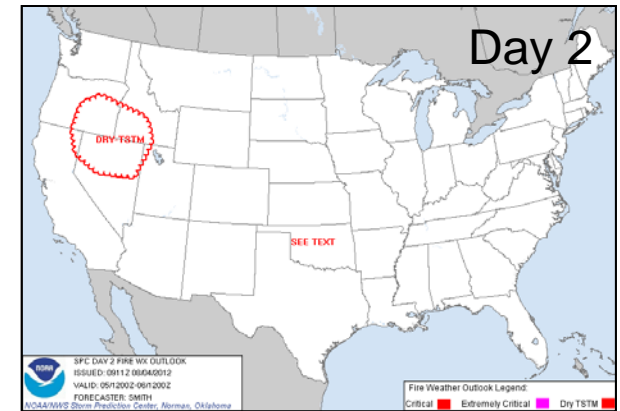 Day 2
DRY TSTM
SEE TEXT
SPC DAY 2 FIRE WX OUTLOOK
ISSUED: 0911Z 08/04/2012
VALID: 05/1200Z-06/1200Z
FORECASTER: SMITH
NOAA/NWS Storm Prediction Center, Norman, Oklahoma
NOAA
Fire Weather Outlook Legend:
Critical Extremely Critical Dry TSTM